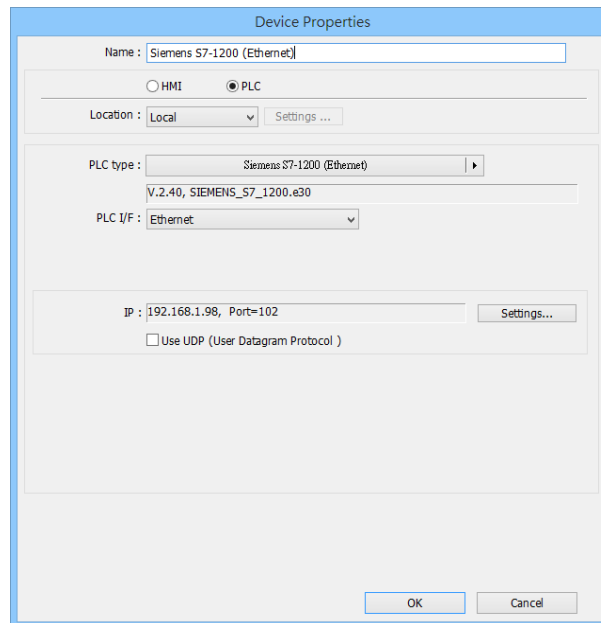 Device Properties
Name : Siemens S7-1200 (Ethernet)
HMI PLC
Location : Local Settings ...
PLC type : Siemens S7-1200 (Ethernet)
V.2.40, SIEMENS_S7_1200.e30
PLC I/F : Ethernet
IP : 192.168.1.98, Port=102 Settings...
Use UDP (User Datagram Protocol )
OK Cancel